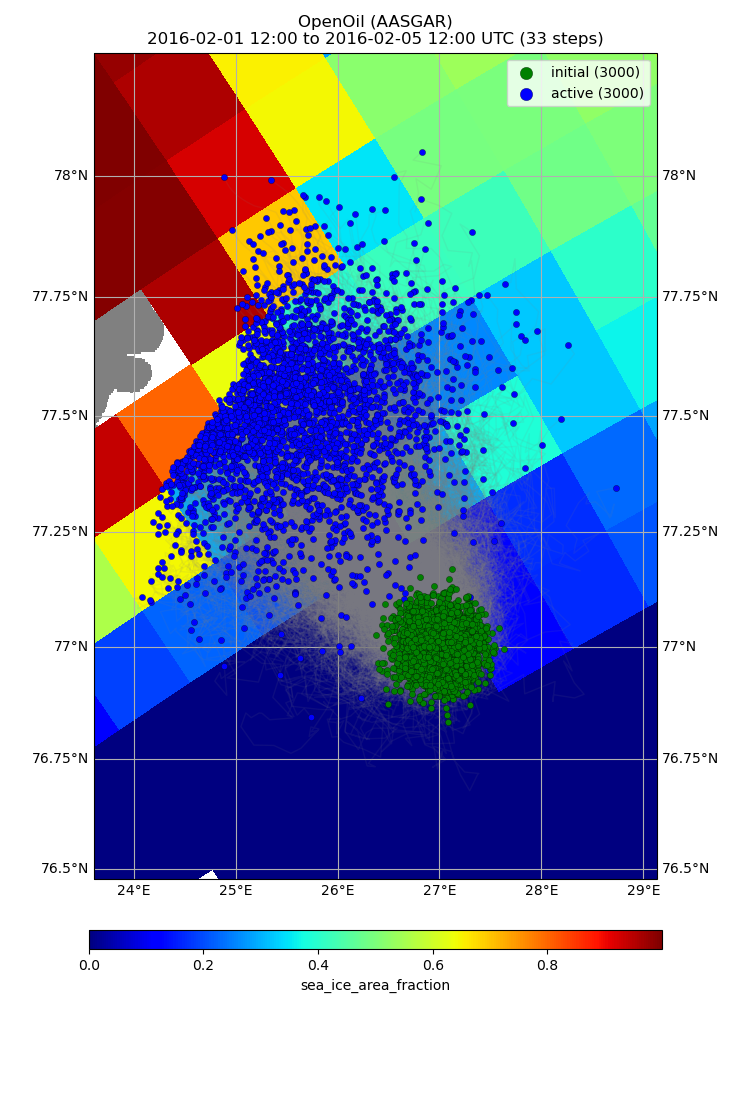 OpenOil (AASGAR)
2016-02-01 12:00 to 2016-02-05 12:00 UTC (33 steps)
initial (3000)
active (3000)
78°N 78°N
77.75°N 77.75°N
77.5°N 77.5°N
77.25°N 77.25°N
77°N 77°N
76.75°N 76.75°N
76.5°N 76.5°N
24°E 25°E 26°E 27°E 28°E 29°E
0.0 0.2 0.4 0.6 0.8
sea_ice_area_fraction